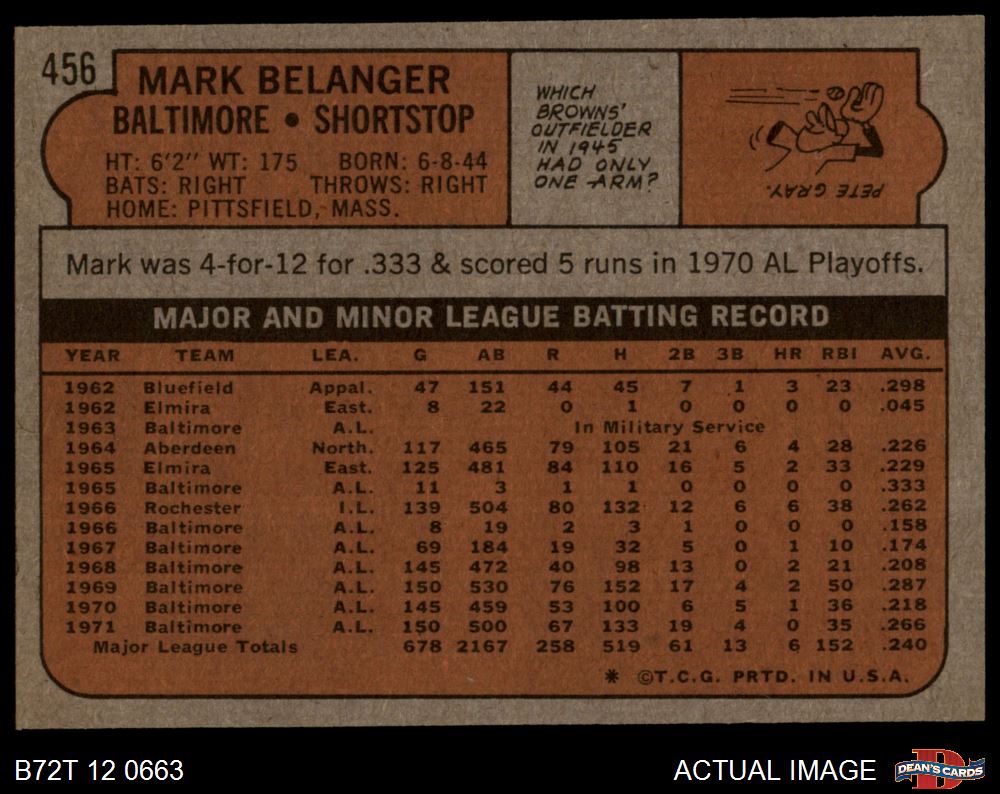 456
MARK BELANGER
BALTIMORE • SHORTSTOP
HT: 6'2" WT: 175 BORN: 6-8-44
BATS: RIGHT THROWS: RIGHT
HOME: PITTSFIELD, MASS.
WHICH
BROWNS'
OUTFIELDER
IN 1945
HAD ONLY
ONE ARM?
PETE GRAY.
Mark was 4-for-12 for .333 & scored 5 runs in 1970 AL Playoffs.
MAJOR AND MINOR LEAGUE BATTING RECORD
YEAR TEAM LEA. G AB R H 2B 3B HR RBI AVG.
1962 Bluefield Appal. 47 151 44 45 7 1 3 23 .298
1962 Elmira East. 8 22 0 1 0 0 0 0 .045
1963 Baltimore A.L. In Military Service
1964 Aberdeen North. 117 465 79 105 21 6 4 28 .226
1965 Elmira East. 125 481 84 110 16 5 2 33 .229
1965 Baltimore A.L. 11 3 1 1 0 0 0 0 .333
1966 Rochester I.L. 139 504 80 132 12 6 6 38 .262
1966 Baltimore A.L. 8 19 2 3 1 0 0 0 .158
1967 Baltimore A.L. 69 184 19 32 5 0 1 10 .174
1968 Baltimore A.L. 145 472 40 98 13 0 2 21 .208
1969 Baltimore A.L. 150 530 76 152 17 4 2 50 .287
1970 Baltimore A.L. 145 459 53 100 6 5 1 36 .218
1971 Baltimore A.L. 150 500 67 133 19 4 0 35 .266
Major League Totals 678 2167 258 519 61 13 6 152 .240
* ©T.C.G. PRTD. IN U.S.A.
B72T 12 0663
ACTUAL IMAGE
D
DEAN'S CARDS